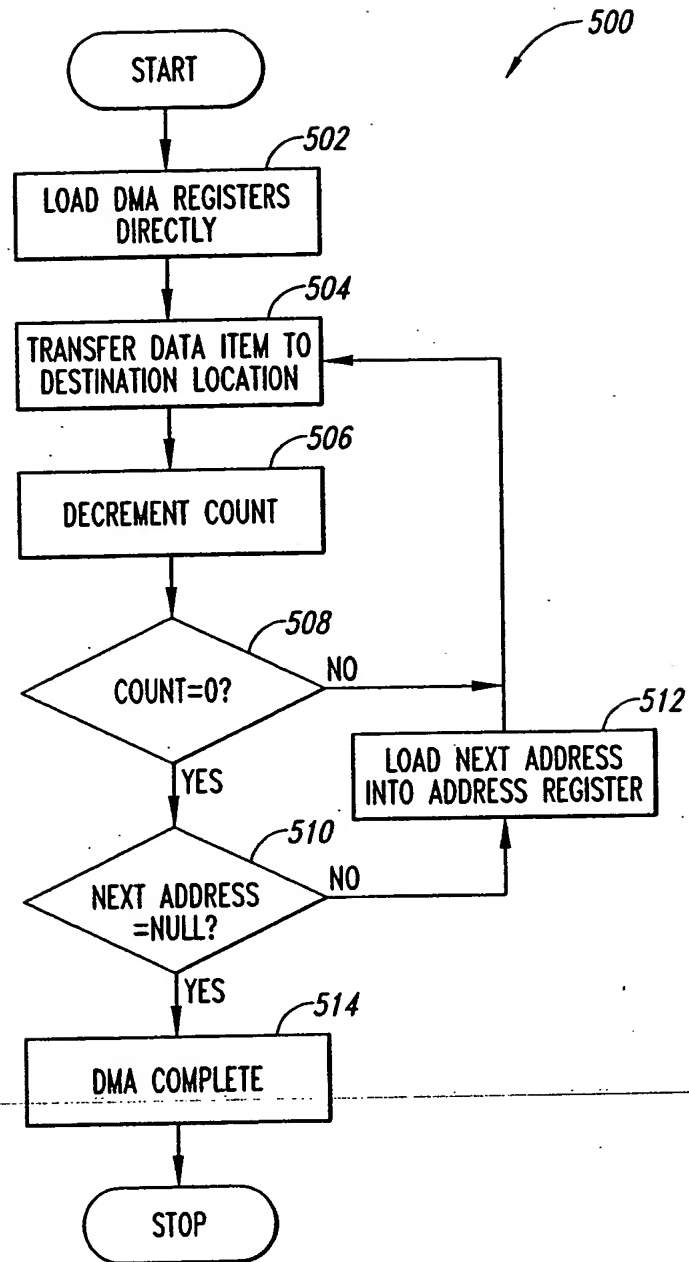 500
START
502
LOAD DMA REGISTERS
DIRECTLY
504
TRANSFER DATA ITEM TO
DESTINATION LOCATION
506
DECREMENT COUNT
508
COUNT=0?
NO
YES
512
LOAD NEXT ADDRESS
INTO ADDRESS REGISTER
510
NEXT ADDRESS
=NULL?
NO
YES
514
DMA COMPLETE
STOP